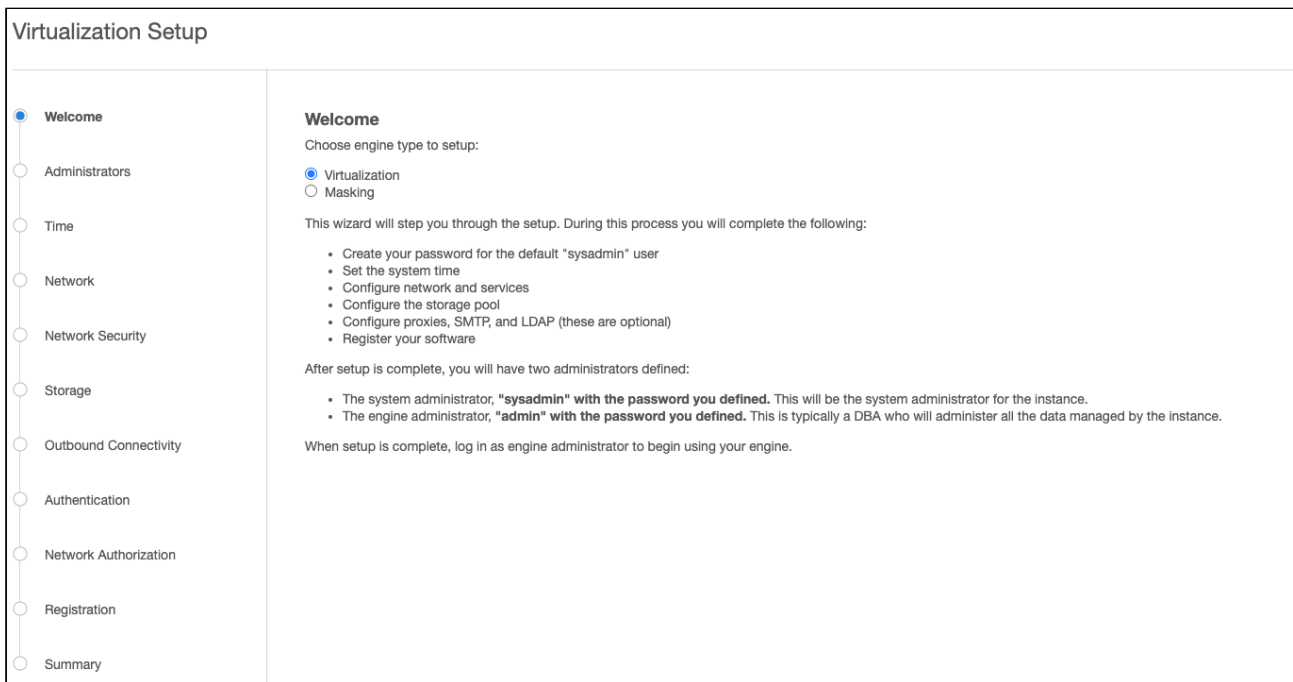 Virtualization Setup
Welcome
Administrators
Time
Network
Network Security
Storage
Outbound Connectivity
Authentication
Network Authorization
Registration
Summary
Welcome
Choose engine type to setup:
Virtualization
Masking
This wizard will step you through the setup. During this process you will complete the following:
• Create your password for the default "sysadmin" user
• Set the system time
• Configure network and services
• Configure the storage pool
• Configure proxies, SMTP, and LDAP (these are optional)
• Register your software
After setup is complete, you will have two administrators defined:
• The system administrator, "sysadmin" with the password you defined. This will be the system administrator for the instance.
• The engine administrator, "admin" with the password you defined. This is typically a DBA who will administer all the data managed by the instance.
When setup is complete, log in as engine administrator to begin using your engine.